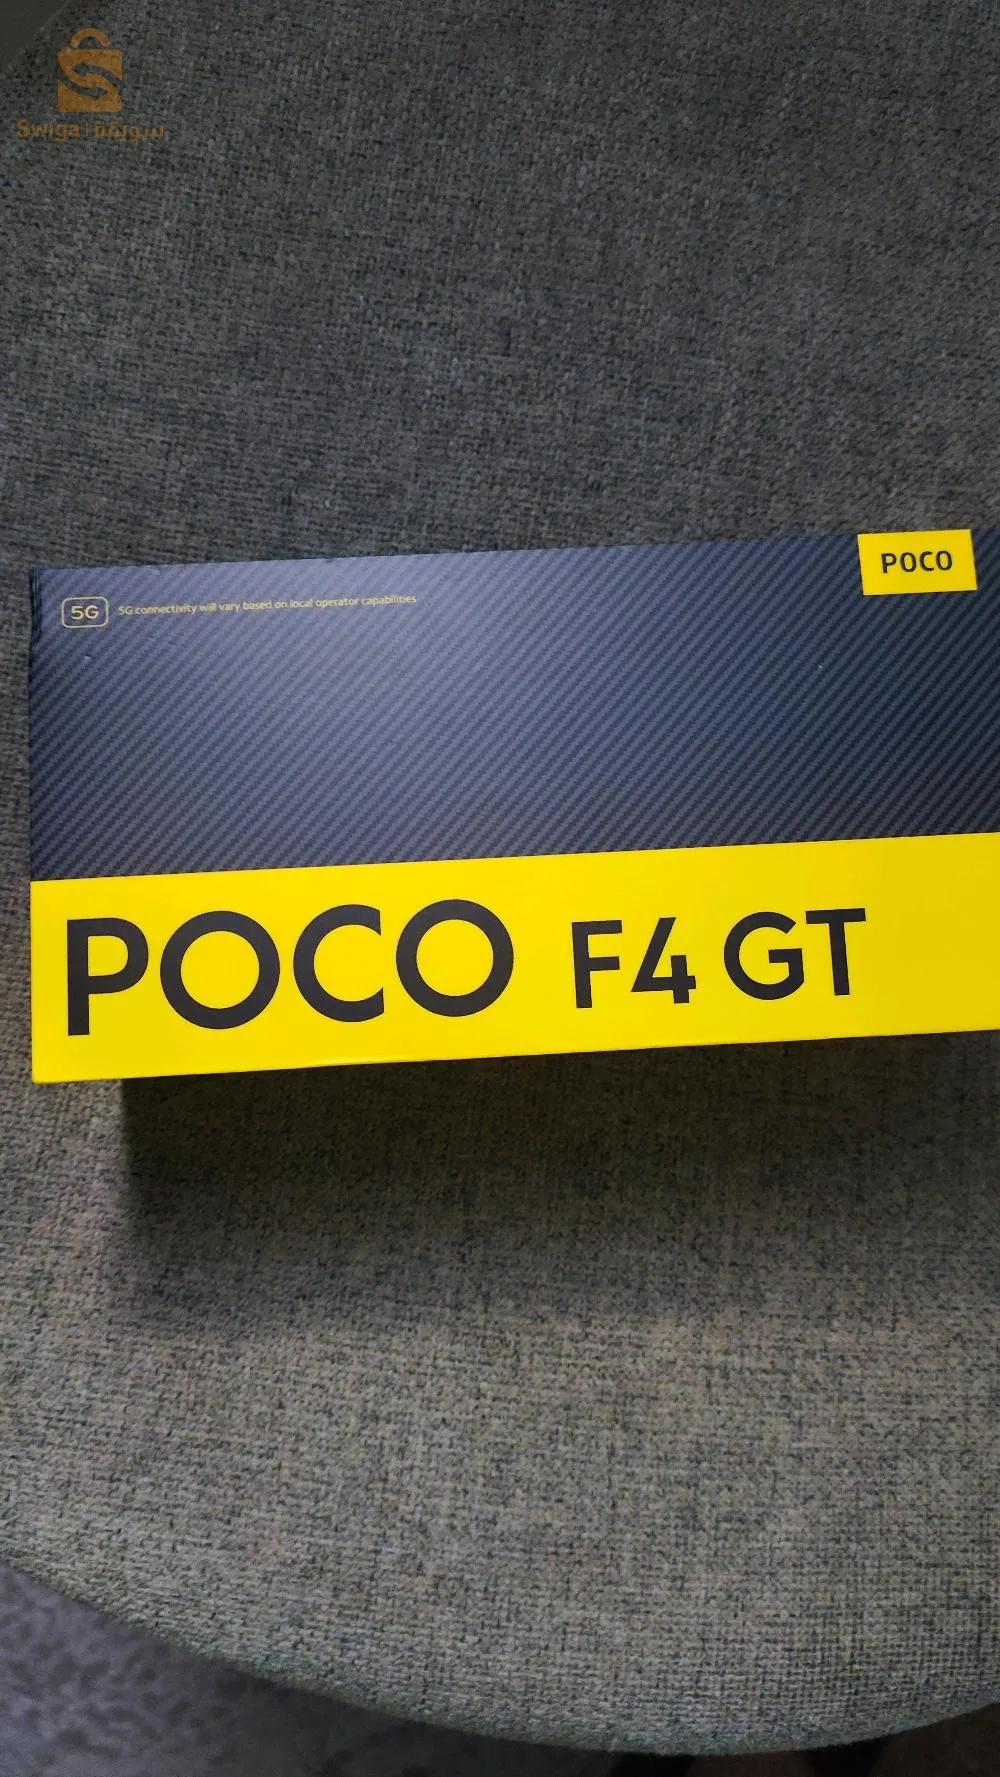 Swiga | سويقة
POCO
5G 5G connectivity will vary based on local operator capabilities
POCO F4 GT